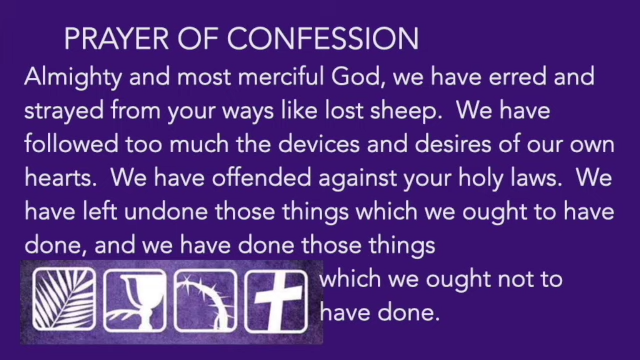 PRAYER OF CONFESSION
Almighty and most merciful God, we have erred and
strayed from your ways like lost sheep.  We have
followed too much the devices and desires of our own
hearts.  We have offended against your holy laws.  We
have left undone those things which we ought to have
done, and we have done those things
which we ought not to
have done.